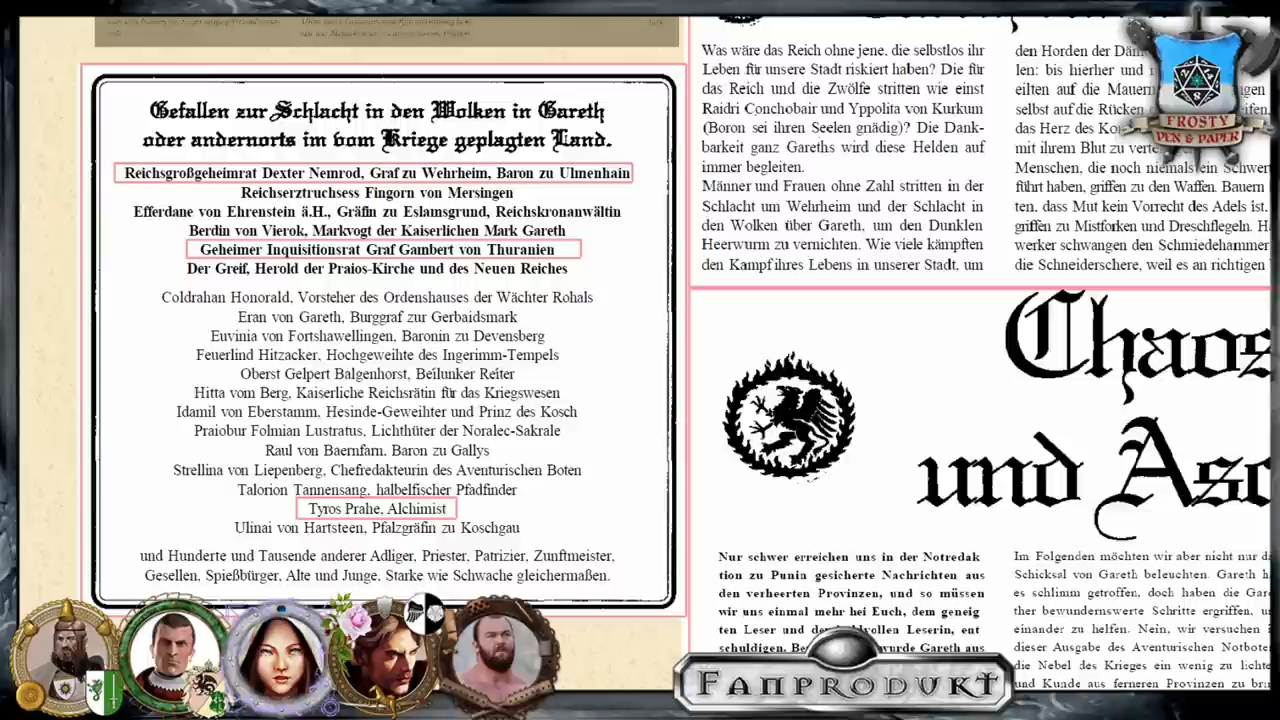 Gefallen zur Schlacht in den Wolken in Gareth
oder andernorts im vom Kriege geplagten Land.
Reichsgroßgeheimrat Dexter Nemrod, Graf zu Wehrheim, Baron zu Ulmenhain
Reichserztruchsess Fingorn von Mersingen
Efferdane von Ehrenstein ä.H., Gräfin zu Eslamsgrund, Reichskronanwältin
Berdin von Vierok, Markvogt der Kaiserlichen Mark Gareth
Geheimer Inquisitionsrat Graf Gambert von Thuranien
Der Greif, Herold der Praios-Kirche und des Neuen Reiches
Coldrahan Honorald, Vorsteher des Ordenshauses der Wächter Rohals
Eran von Gareth, Burggraf zur Gerbaidsmark
Euvinia von Fortshawellingen, Baronin zu Devensberg
Feuerlind Hitzacker, Hochgeweihte des Ingerimm-Tempels
Oberst Gelpert Balgenhorst, Beilunker Reiter
Hitta vom Berg, Kaiserliche Reichsrätin für das Kriegswesen
Idamil von Eberstamm, Hesinde-Geweihter und Prinz des Kosch
Praiobur Folmian Lustratus, Lichthüter der Noralec-Sakrale
Raul von Baernfarn, Baron zu Gallys
Strellina von Liepenberg, Chefredakteurin des Aventurischen Boten
Talorion Tannensang, halbelfischer Pfadfinder
Tyros Prahe, Alchimist
Ulinai von Hartsteen, Pfalzgräfin zu Koschgau
und Hunderte und Tausende anderer Adliger, Priester, Patrizier, Zunftmeister,
Gesellen, Spießbürger, Alte und Junge, Starke wie Schwache gleichermaßen.
Was wäre das Reich ohne jene, die selbstlos ihr
Leben für unsere Stadt riskiert haben? Die für
das Reich und die Zwölfe stritten wie einst
Raidri Conchobair und Yppolita von Kurkum
(Boron sei ihren Seelen gnädig)? Die Dank-
barkeit ganz Gareths wird diese Helden auf
immer begleiten.
Männer und Frauen ohne Zahl stritten in der
Schlacht um Wehrheim und der Schlacht in
den Wolken über Gareth, um den Dunklen
Heerwurm zu vernichten. Wie viele kämpften
den Kampf ihres Lebens in unserer Stadt, um
den Horden der
len: bis hierher und
eilten auf die Mauern
selbst auf die Rücken
das Herz des
mit ihrem Blut zu
Menschen, die noch niemals ein Schwert
führt haben, griffen zu den Waffen. Bauern
ten, dass Mut kein Vorrecht des Adels ist,
griffen zu Mistforken und Dreschflegeln. H
werker schwangen den Schmiedehammer
die Schneiderschere, weil es an richtigen
FROSTY
PEN & PAPER
Chaos
und Asc
Nur schwer erreichen uns in der Notredak
tion zu Punin gesicherte Nachrichten aus
den verheerten Provinzen, und so müssen
wir uns einmal mehr bei Euch, dem geneig
ten Leser und der vollen Leserin, ent
schuldigen. wurde Gareth aus
Im Folgenden möchten wir aber nicht nur
Schicksal von Gareth beleuchten. Gareth
es schlimm getroffen, doch haben die Gar
ther bewundernswerte Schritte ergriffen, u
einander zu helfen. Nein, wir versuchen
dieser Ausgabe des Aventurischen Notbote
die Nebel des Krieges ein wenig zu lichte
und Kunde aus ferneren Provinzen zu
FANPRODUKT